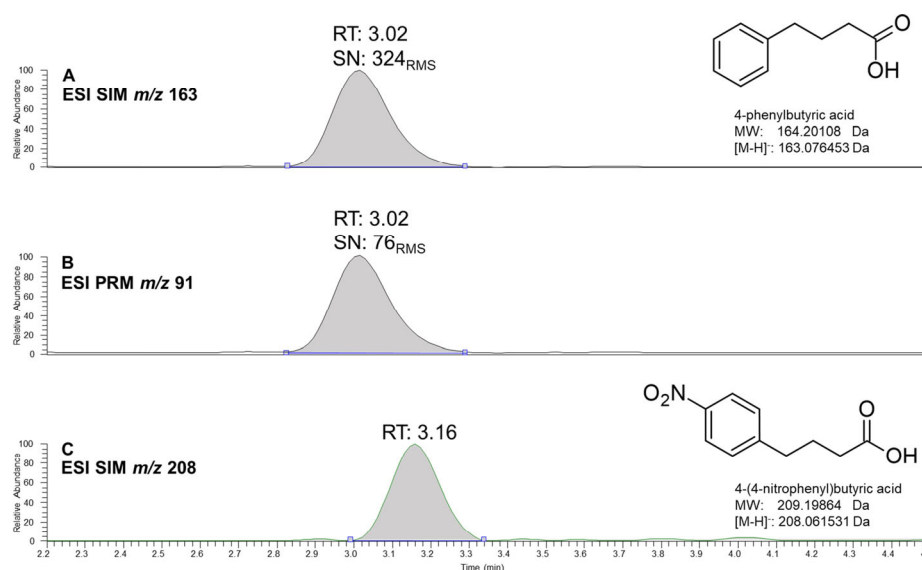 RT: 3.02
SN: 324RMS
A
ESI SIM m/z 163
Relative Abundance
100
80
60
40
20
0
O
OH
4-phenylbutyric acid
MW: 164.20108 Da
[M-H]-: 163.076453 Da
RT: 3.02
SN: 76RMS
B
ESI PRM m/z 91
Relative Abundance
100
80
60
40
20
0
RT: 3.16
C
ESI SIM m/z 208
Relative Abundance
100
80
60
40
20
0
O2N
O
OH
4-(4-nitrophenyl)butyric acid
MW: 209.19864 Da
[M-H]-: 208.061531 Da
2.2 2.3 2.4 2.5 2.6 2.7 2.8 2.9 3.0 3.1 3.2 3.3 3.4 3.5 3.6 3.7 3.8 3.9 4.0 4.1 4.2 4.3 4.4
Time (min)